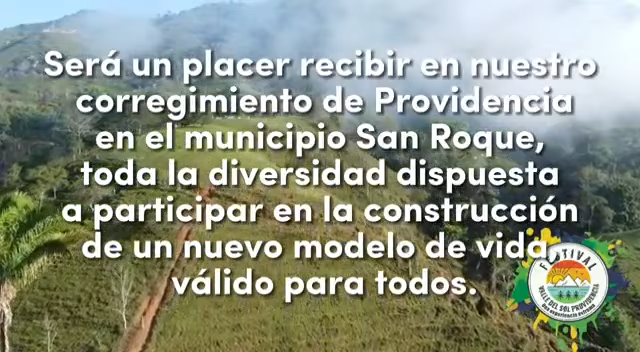 Será un placer recibir en nuestro
corregimiento de Providencia
en el municipio San Roque,
toda la diversidad dispuesta
a participar en la construcción
de un nuevo modelo de vida
válido para todos.
FESTIVAL
VALLE DEL SOL PROVIDENCIA